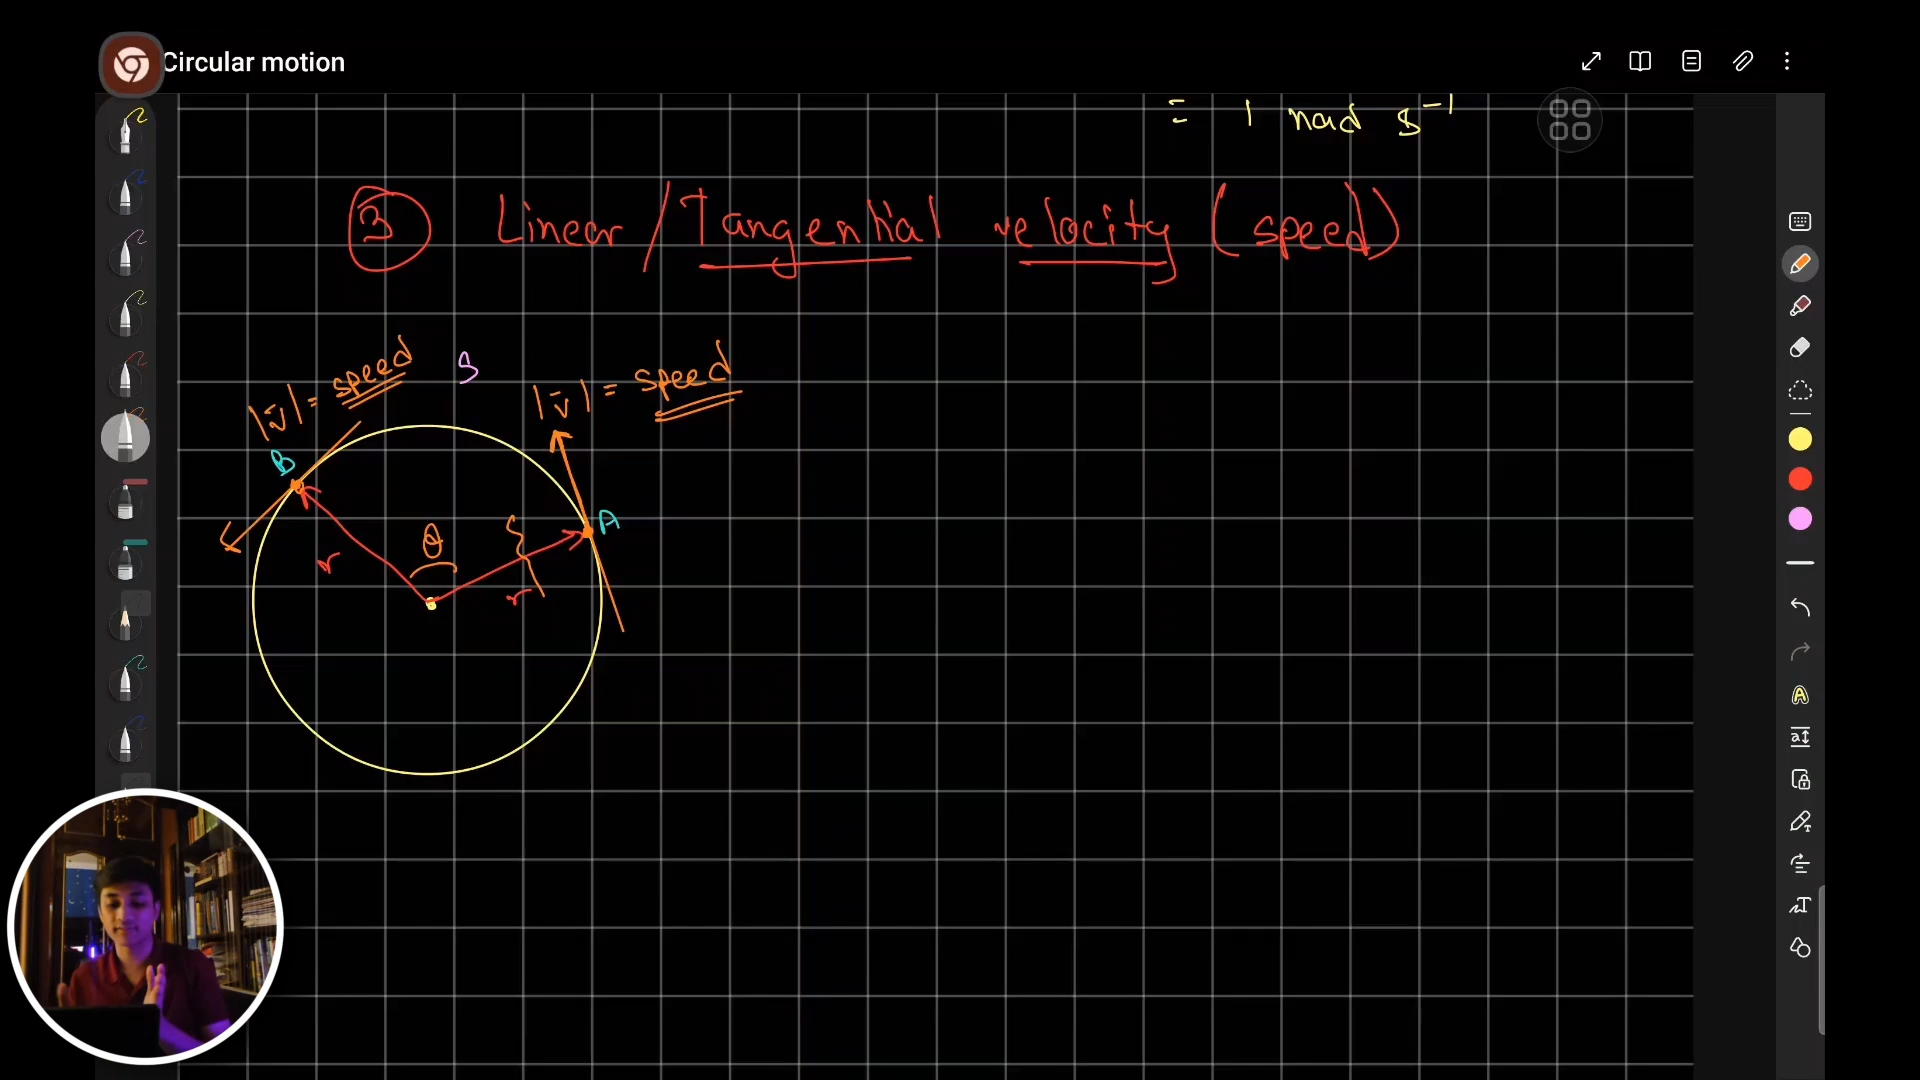 Circular motion
= 1 rad s⁻¹
3 Linear / Tangential velocity (speed)
|v̄| = speed
S
|v̄| = speed
B
A
θ
r
r